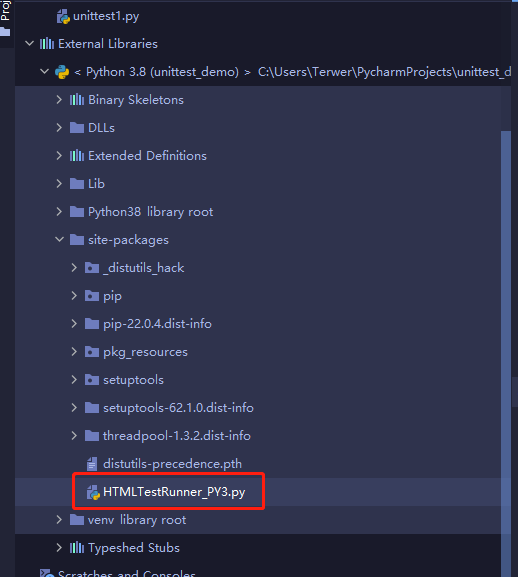 Proj
unittest1.py
External Libraries
< Python 3.8 (unittest_demo) > C:\Users\Terwer\PycharmProjects\unittest_d
Binary Skeletons
DLLs
Extended Definitions
Lib
Python38 library root
site-packages
_distutils_hack
pip
pip-22.0.4.dist-info
pkg_resources
setuptools
setuptools-62.1.0.dist-info
threadpool-1.3.2.dist-info
distutils-precedence.pth
HTMLTestRunner_PY3.py
venv library root
Typeshed Stubs
Scratches and Consoles